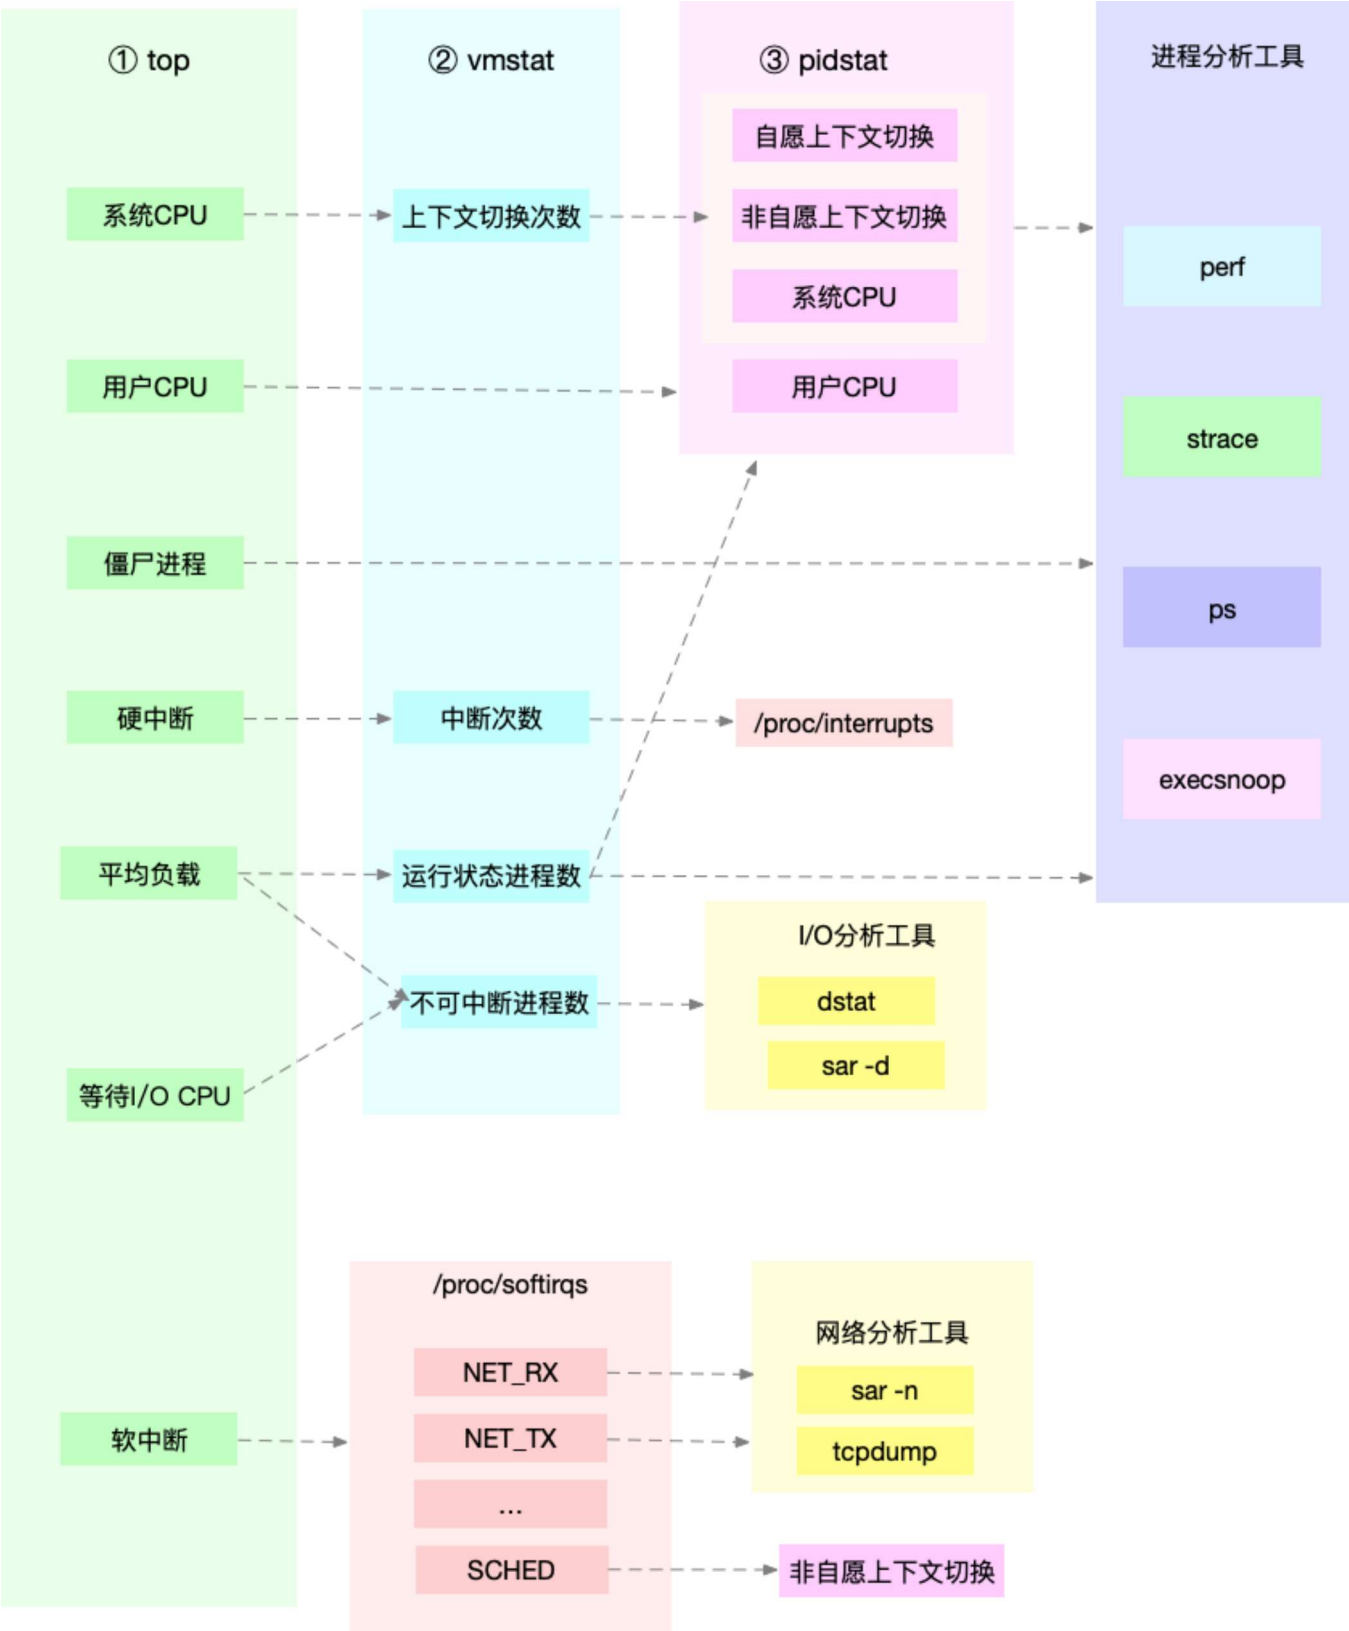 ① top
系统CPU
用户CPU
僵尸进程
硬中断
平均负载
等待I/O CPU
软中断
② vmstat
上下文切换次数
中断次数
运行状态进程数
不可中断进程数
③ pidstat
自愿上下文切换
非自愿上下文切换
系统CPU
用户CPU
/proc/interrupts
I/O分析工具
dstat
sar -d
进程分析工具
perf
strace
ps
execsnoop
/proc/softirqs
NET_RX
NET_TX
...
SCHED
网络分析工具
sar -n
tcpdump
非自愿上下文切换